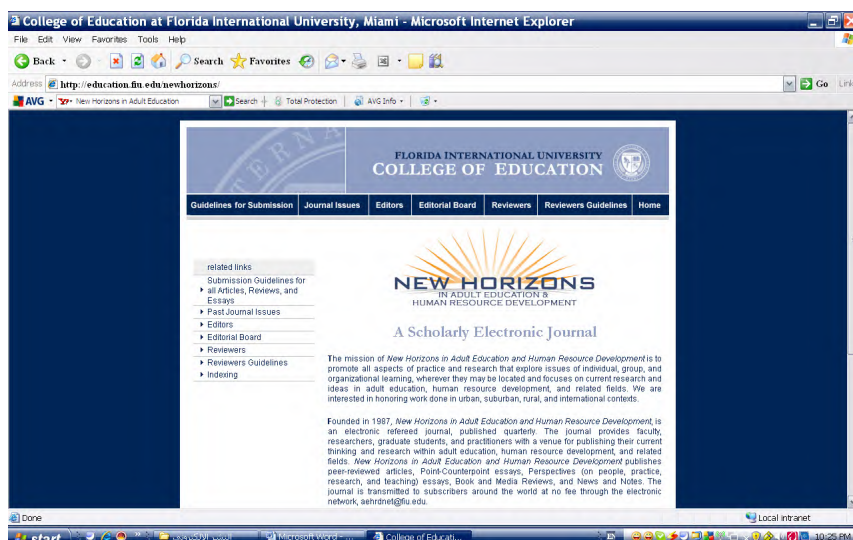 College of Education at Florida International University, Miami - Microsoft Internet Explorer
File Edit View Favorites Tools Help
Back Search Favorites
Address http://education.fiu.edu/newhorizons/ Go Link
AVG New Horizons in Adult Education Search Total Protection AVG Info
FLORIDA INTERNATIONAL UNIVERSITY
COLLEGE OF EDUCATION
Guidelines for Submission Journal Issues Editors Editorial Board Reviewers Reviewers Guidelines Home
related links
Submission Guidelines for
all Articles, Reviews, and
Essays
Past Journal Issues
Editors
Editorial Board
Reviewers
Reviewers Guidelines
Indexing
NEW HORIZONS
IN ADULT EDUCATION &
HUMAN RESOURCE DEVELOPMENT
A Scholarly Electronic Journal
The mission of New Horizons in Adult Education and Human Resource Development is to
promote all aspects of practice and research that explore issues of individual, group, and
organizational learning, wherever they may be located and focuses on current research and
ideas in adult education, human resource development, and related fields. We are
interested in honoring work done in urban, suburban, rural, and international contexts.
Founded in 1987, New Horizons in Adult Education and Human Resource Development, is
an electronic refereed journal, published quarterly. The journal provides faculty,
researchers, graduate students, and practitioners with a venue for publishing their current
thinking and research within adult education, human resource development, and related
fields. New Horizons in Adult Education and Human Resource Development publishes
peer-reviewed articles, Point-Counterpoint essays, Perspectives (on people, practice,
research, and teaching) essays, Book and Media Reviews, and News and Notes. The
journal is transmitted to subscribers around the world at no fee through the electronic
network, aehrdnet@fiu.edu.
Done Local intranet
start Microsoft Word - ... College of Educati... 10:25 PM